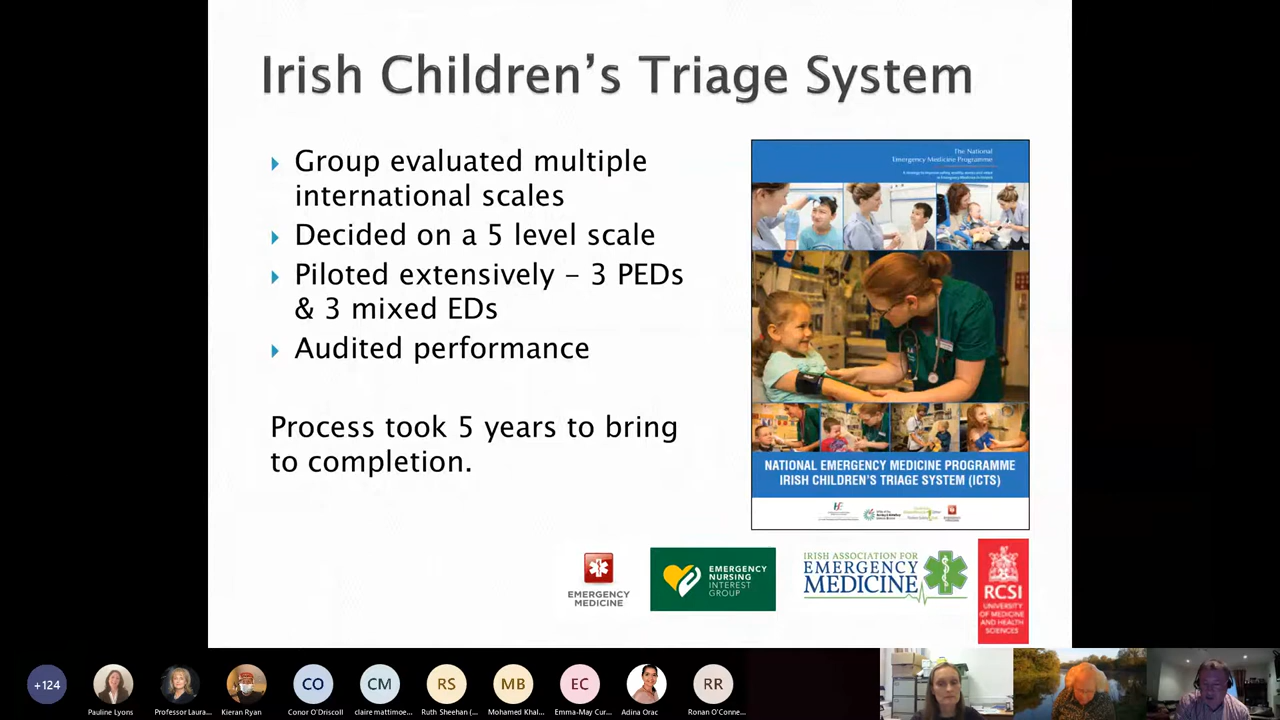 Irish Children’s Triage System
Group evaluated multiple
international scales
Decided on a 5 level scale
Piloted extensively – 3 PEDs
& 3 mixed EDs
Audited performance
Process took 5 years to bring
to completion.
The National
Emergency Medicine Programme
NATIONAL EMERGENCY MEDICINE PROGRAMME
IRISH CHILDREN’S TRIAGE SYSTEM (ICTS)
EMERGENCY
MEDICINE
EMERGENCY
NURSING
INTEREST
GROUP
IRISH ASSOCIATION FOR
EMERGENCY
MEDICINE
RCSI
UNIVERSITY
OF MEDICINE
AND HEALTH
SCIENCES
+124
CO
CM
RS
MB
EC
RR
Pauline Lyons
Professor Laura...
Kieran Ryan
Conor O'Driscoll
claire mattimoe...
Ruth Sheehan (...
Mohamed Khal...
Emma-May Cur...
Adina Orac
Ronan O'Conne...